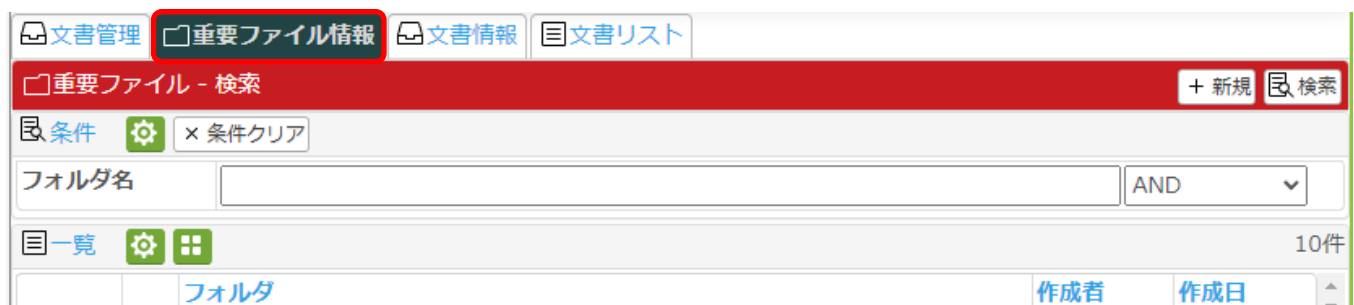 文書管理 重要ファイル情報 文書情報 文書リスト
重要ファイル - 検索 + 新規 検索
条件 × 条件クリア
フォルダ名 AND
一覧 10件
フォルダ 作成者 作成日